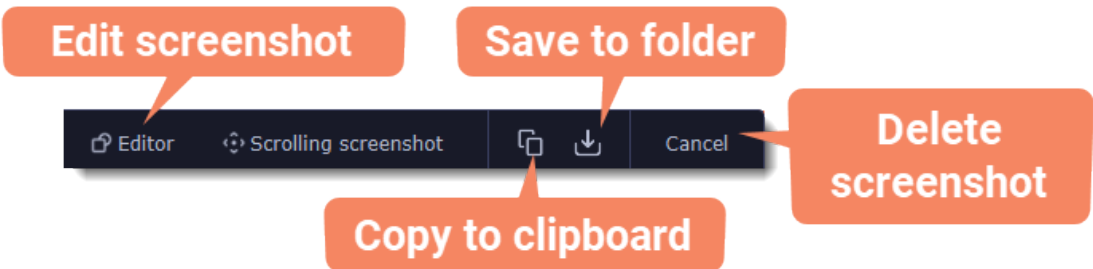 Edit screenshot
Save to folder
Editor
Scrolling screenshot
Cancel
Delete
screenshot
Copy to clipboard